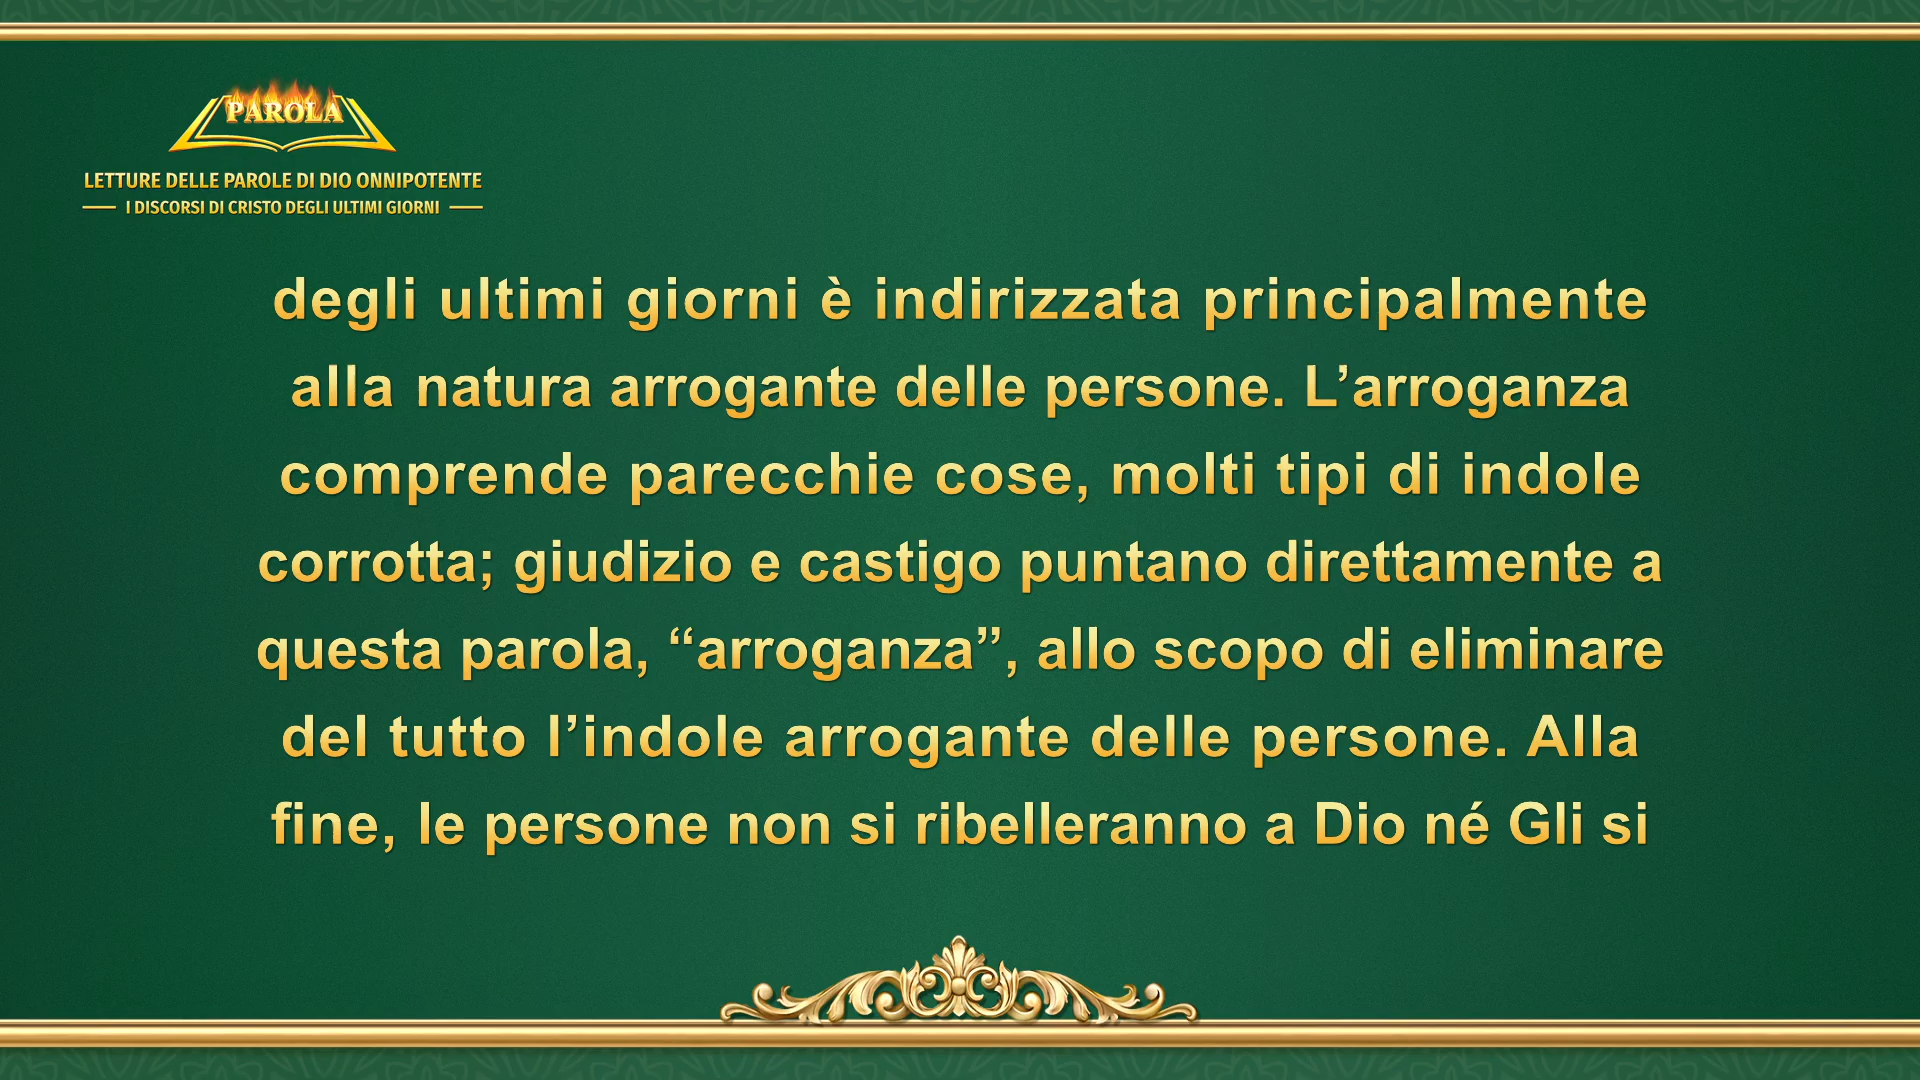 PAROLA
LETTURE DELLE PAROLE DI DIO ONNIPOTENTE
I DISCORSI DI CRISTO DEGLI ULTIMI GIORNI
degli ultimi giorni è indirizzata principalmente
alla natura arrogante delle persone. L’arroganza
comprende parecchie cose, molti tipi di indole
corrotta; giudizio e castigo puntano direttamente a
questa parola, “arroganza”, allo scopo di eliminare
del tutto l’indole arrogante delle persone. Alla
fine, le persone non si ribelleranno a Dio né Gli si